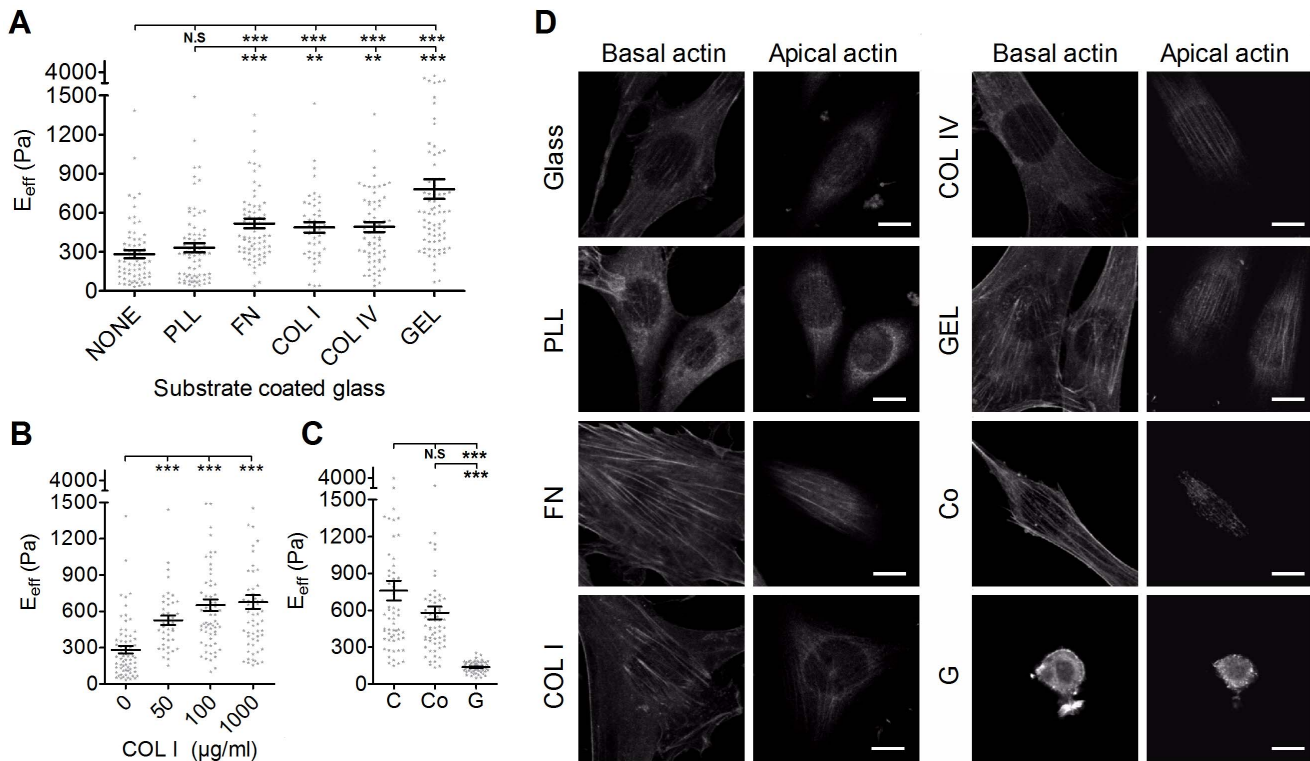 A
N.S *** *** *** ***
*** ** ** ***
4000
1500
1200
900
600
300
0
Eeff (Pa)
NONE PLL FN COL I COL IV GEL
Substrate coated glass
B
*** *** ***
4000
1500
1200
900
600
300
0
Eeff (Pa)
0 50 100 1000
COL I (µg/ml)
C
N.S ***
***
4000
1500
1200
900
600
300
0
Eeff (Pa)
C Co G
D
Basal actin Apical actin Basal actin Apical actin
Glass
PLL
FN
COL I
COL IV
GEL
Co
G